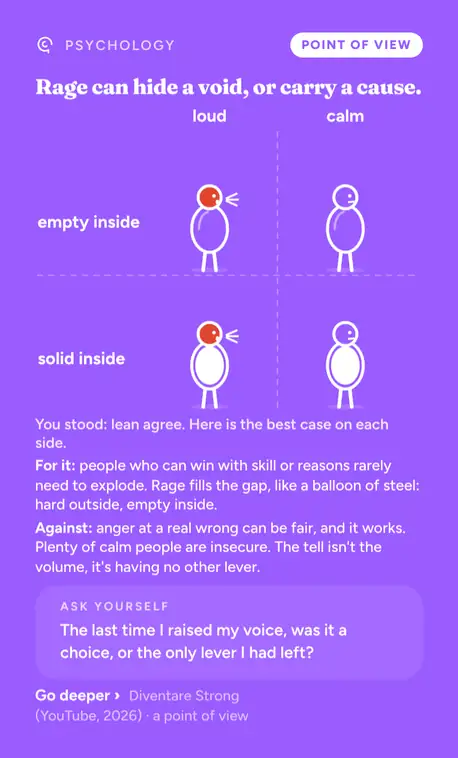 PSYCHOLOGY
POINT OF VIEW
Rage can hide a void, or carry a cause.
loud
calm
empty inside
solid inside
You stood: lean agree. Here is the best case on each
side.
For it: people who can win with skill or reasons rarely
need to explode. Rage fills the gap, like a balloon of steel:
hard outside, empty inside.
Against: anger at a real wrong can be fair, and it works.
Plenty of calm people are insecure. The tell isn't the
volume, it's having no other lever.
ASK YOURSELF
The last time I raised my voice, was it a
choice, or the only lever I had left?
Go deeper › Diventare Strong
(YouTube, 2026) · a point of view